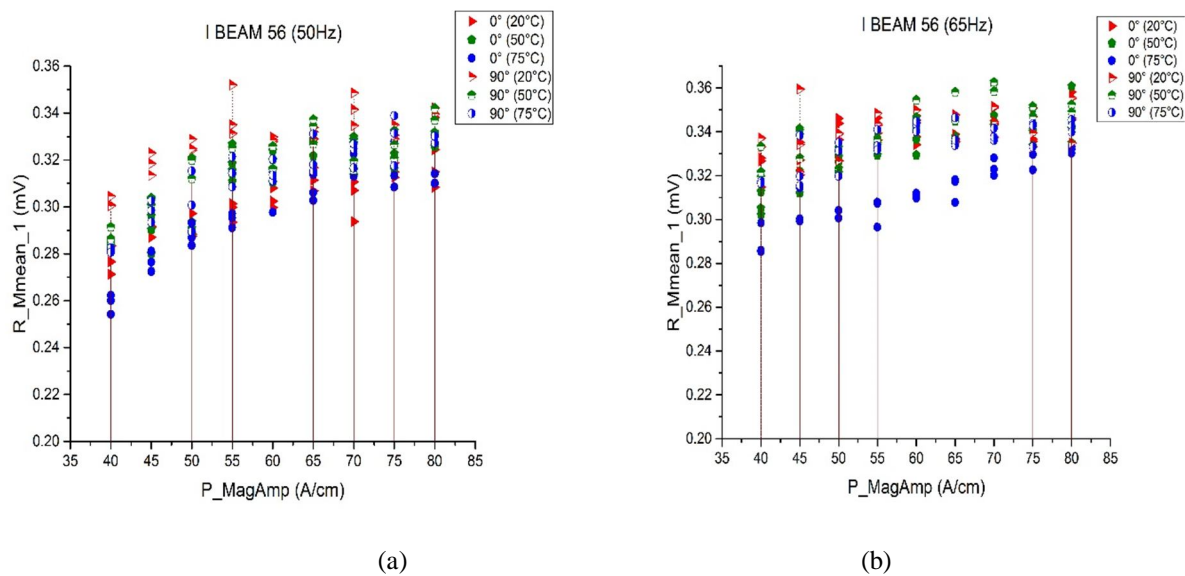 I BEAM 56 (50Hz)
0° (20°C)
0° (50°C)
0° (75°C)
90° (20°C)
90° (50°C)
90° (75°C)
0.36
0.34
0.32
0.30
0.28
0.26
0.24
0.22
0.20
R_Mmean_1 (mV)
35 40 45 50 55 60 65 70 75 80 85
P_MagAmp (A/cm)
(a)
I BEAM 56 (65Hz)
0° (20°C)
0° (50°C)
0° (75°C)
90° (20°C)
90° (50°C)
90° (75°C)
0.36
0.34
0.32
0.30
0.28
0.26
0.24
0.22
0.20
R_Mmean_1 (mV)
35 40 45 50 55 60 65 70 75 80 85
P_MagAmp (A/cm)
(b)